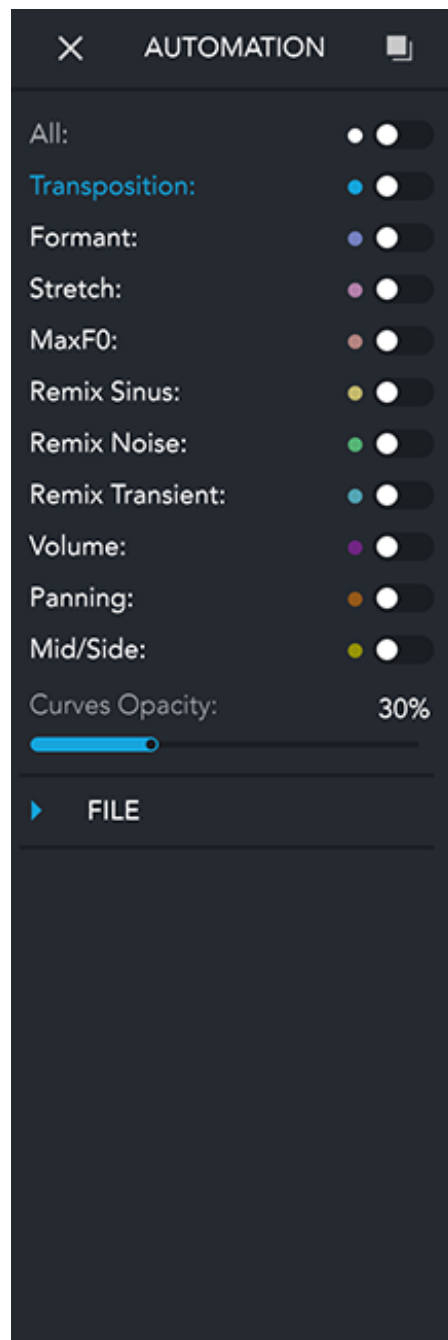 AUTOMATION
All:
Transposition:
Formant:
Stretch:
MaxF0:
Remix Sinus:
Remix Noise:
Remix Transient:
Volume:
Panning:
Mid/Side:
Curves Opacity: 30%
FILE